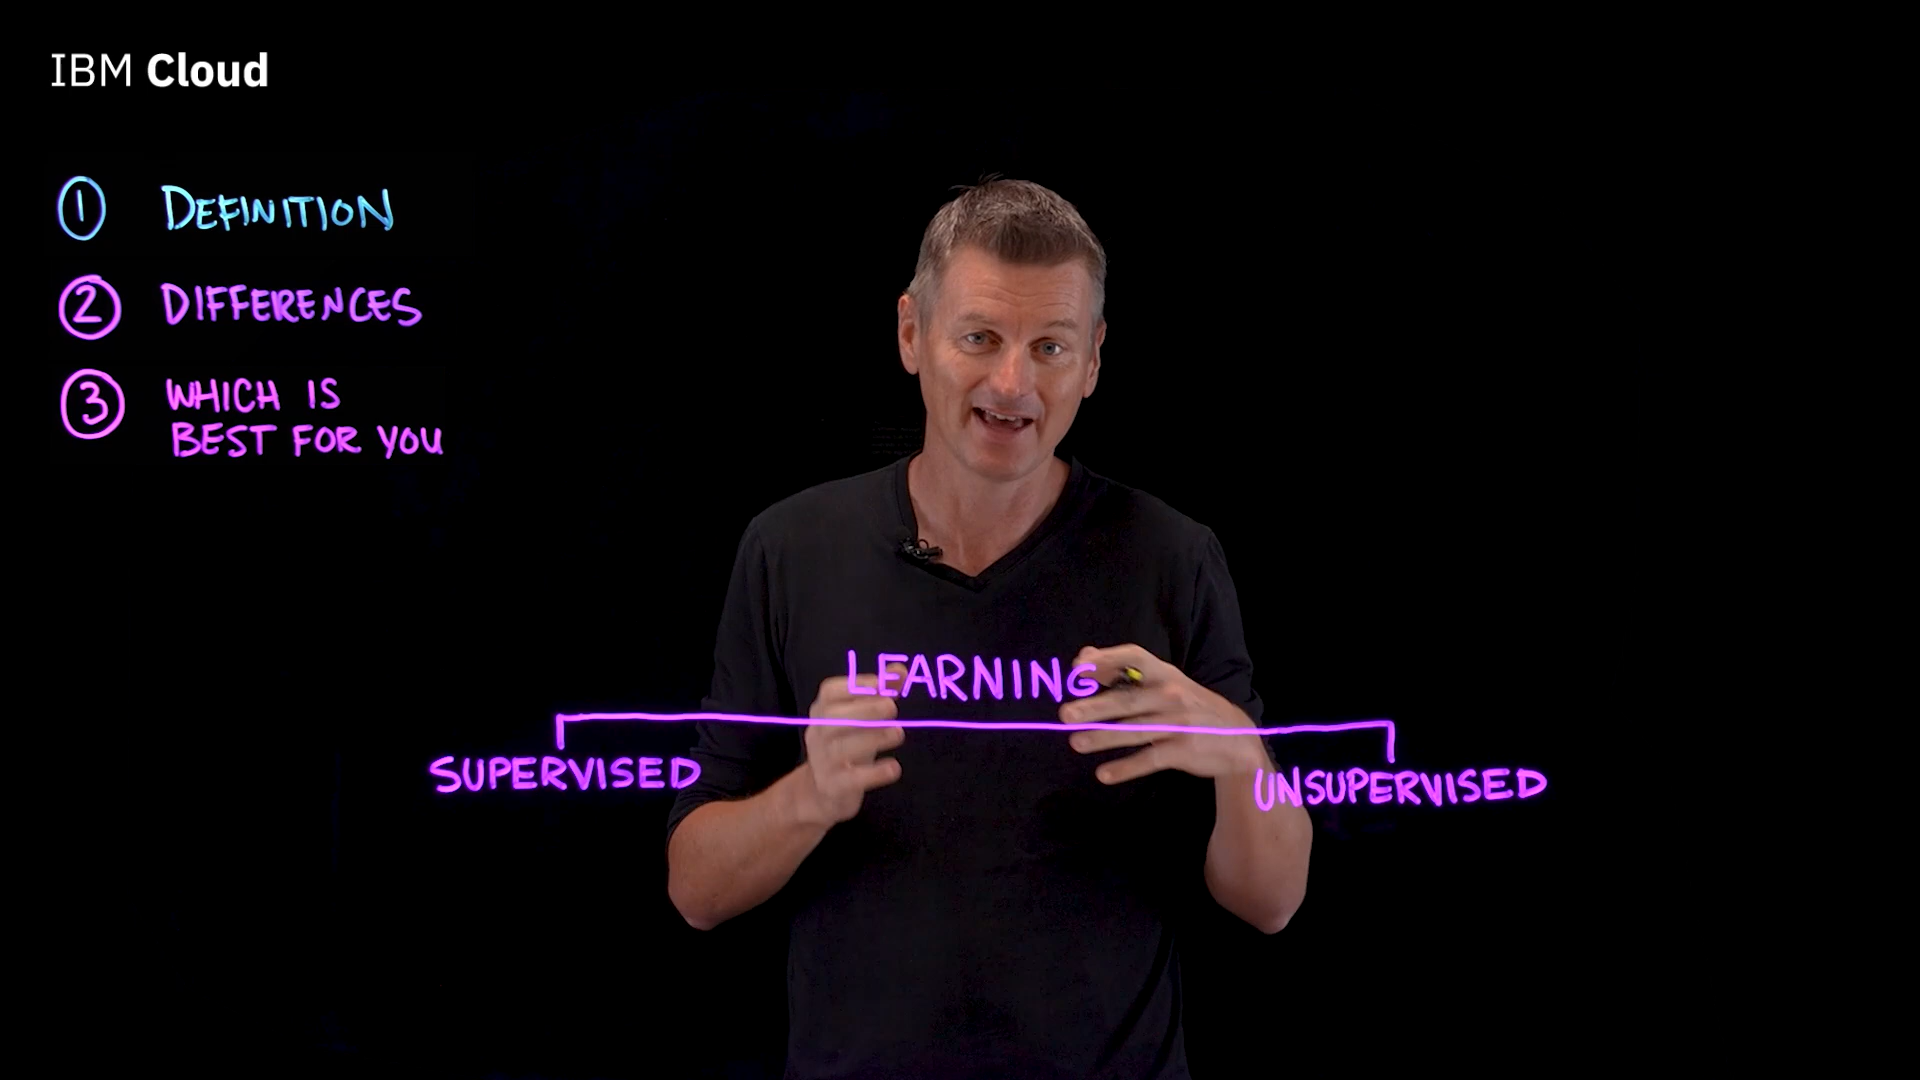 IBM Cloud
1 DEFINITION
2 DIFFERENCES
3 WHICH IS
BEST FOR YOU
LEARNING
SUPERVISED
UNSUPERVISED